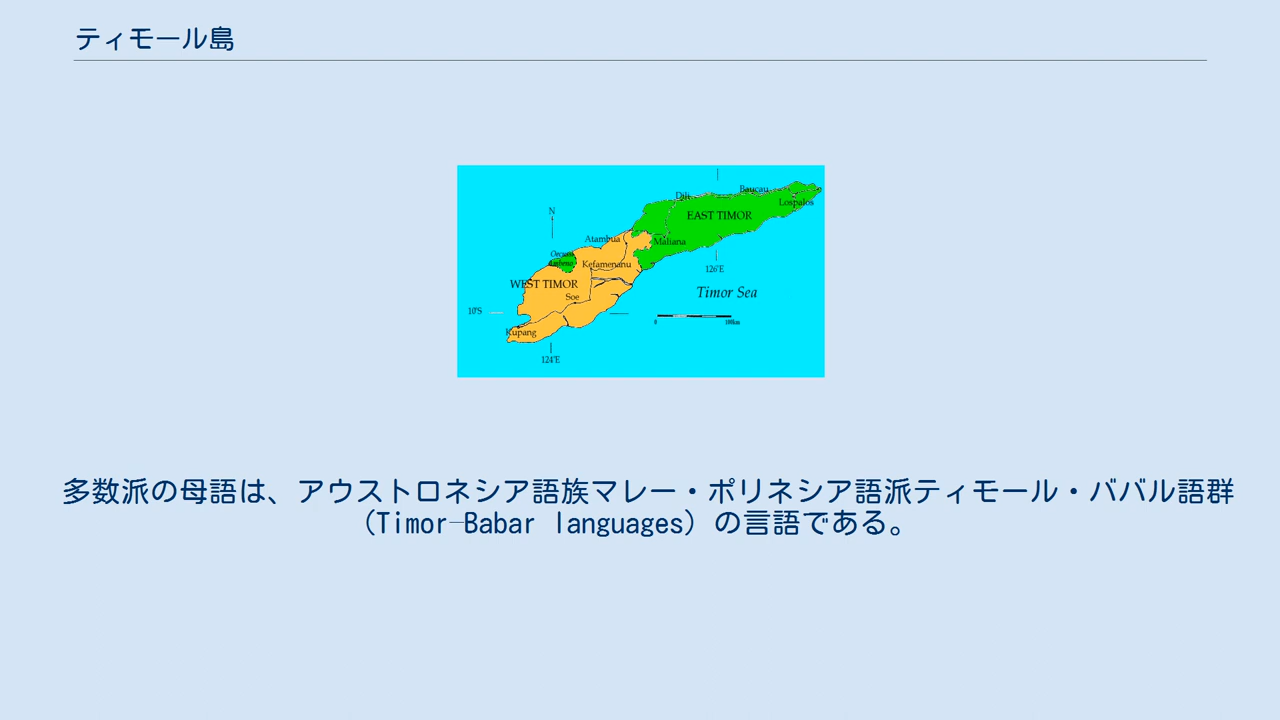 ティモール島
Dili
Baucau
Lospalos
EAST TIMOR
N
Atambua
Maliana
Kefamenanu
126°E
WEST TIMOR
Soe
Timor Sea
10°S
0 100km
Kupang
124°E
多数派の母語は、アウストロネシア語族マレー・ポリネシア語派ティモール・ババル語群
(Timor–Babar languages) の言語である。